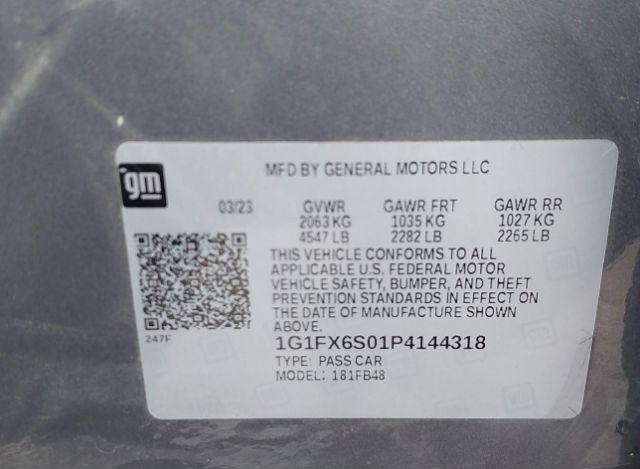 gm
MFD BY GENERAL MOTORS LLC
03/23 GVWR GAWR FRT GAWR RR
2063 KG 1035 KG 1027 KG
4547 LB 2282 LB 2265 LB
THIS VEHICLE CONFORMS TO ALL
APPLICABLE U.S. FEDERAL MOTOR
VEHICLE SAFETY, BUMPER, AND THEFT
PREVENTION STANDARDS IN EFFECT ON
THE DATE OF MANUFACTURE SHOWN
ABOVE.
247F
1G1FX6S01P4144318
TYPE: PASS CAR
MODEL: 181FB48